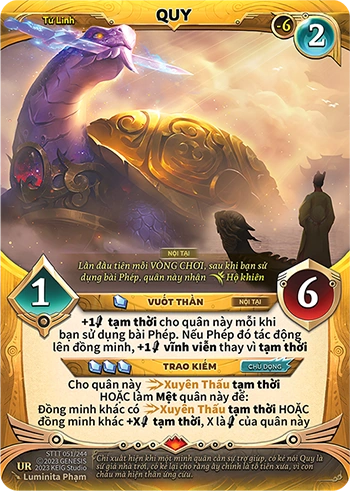 Tứ Linh
QUY
-6
2
NỘI TẠI
Lần đầu tiên mỗi VÒNG CHƠI, sau khi bạn sử
dụng bài Phép, quân này nhận Hộ khiên
1
6
VUỐT THẦN
NỘI TẠI
+1 tạm thời cho quân này mỗi khi
bạn sử dụng bài Phép. Nếu Phép đó tác động
lên đồng minh, +1 vĩnh viễn thay vì tạm thời
TRAO KIẾM
CHỦ ĐỘNG
Cho quân này Xuyên Thấu tạm thời
HOẶC làm Mệt quân này để:
Đồng minh khác có Xuyên Thấu tạm thời HOẶC
đồng minh khác +X tạm thời, X là của quân này
STT1 051/244
©2023 GENESIS
2023 KEIG Studio
UR
Luminita Phạm
Chỉ xuất hiện khi một minh quân cần sự trợ giúp, có kẻ nói Quy là
sứ giả nhà trời, có kẻ lại cho rằng ấy chính là tổ tiên xưa, vì con
cháu mà hiện thân ứng cứu.